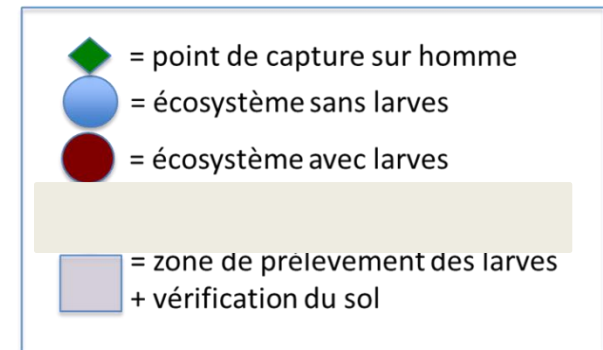 = point de capture sur homme
= écosystème sans larves
= écosystème avec larves
= zone de prélèvement des larves
+ vérification du sol